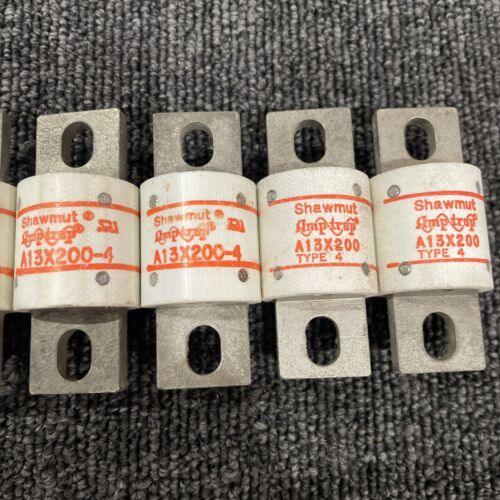 Shawmut ®
Amp-trap
A13X200-4
Shawmut ®
Amp-trap
A13X200-4
Shawmut
Amp-trap
A13X200
TYPE 4
Shawmut
Amp-trap
A13X200
TYPE 4